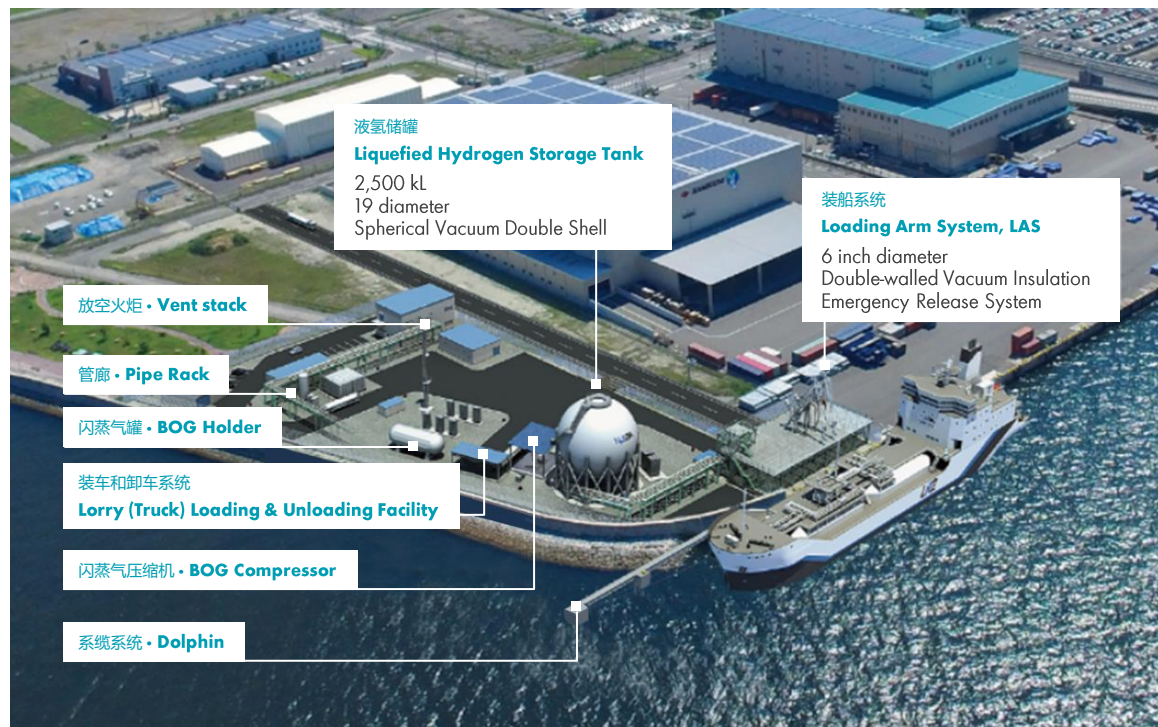 液氢储罐
Liquefied Hydrogen Storage Tank
2,500 kL
19 diameter
Spherical Vacuum Double Shell
装船系统
Loading Arm System, LAS
6 inch diameter
Double-walled Vacuum Insulation
Emergency Release System
放空火炬 • Vent stack
管廊 • Pipe Rack
闪蒸气罐 • BOG Holder
装车和卸车系统
Lorry (Truck) Loading & Unloading Facility
闪蒸气压缩机 • BOG Compressor
系缆系统 • Dolphin